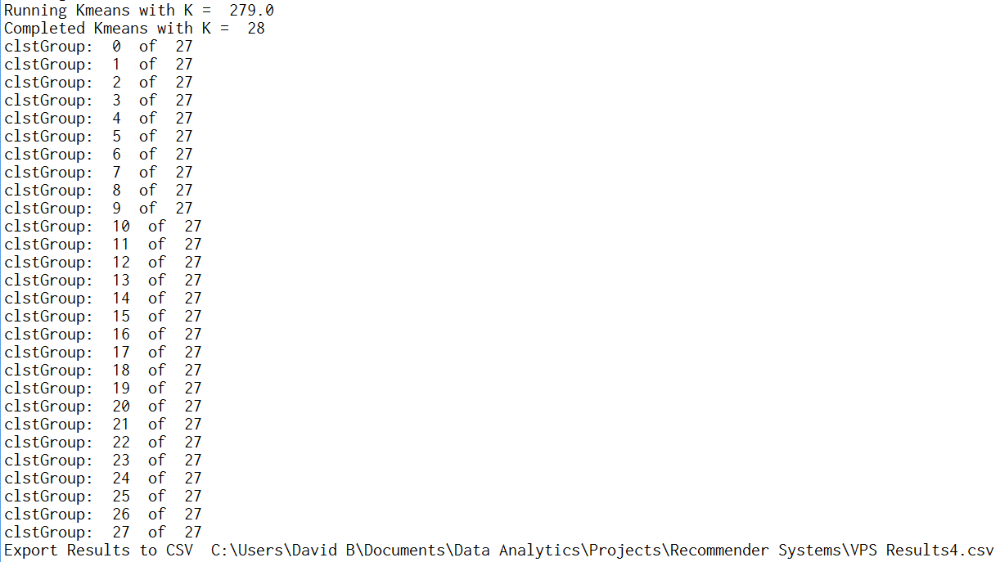 Running Kmeans with K =  279.0
Completed Kmeans with K =  28
clstGroup:  0  of  27
clstGroup:  1  of  27
clstGroup:  2  of  27
clstGroup:  3  of  27
clstGroup:  4  of  27
clstGroup:  5  of  27
clstGroup:  6  of  27
clstGroup:  7  of  27
clstGroup:  8  of  27
clstGroup:  9  of  27
clstGroup:  10  of  27
clstGroup:  11  of  27
clstGroup:  12  of  27
clstGroup:  13  of  27
clstGroup:  14  of  27
clstGroup:  15  of  27
clstGroup:  16  of  27
clstGroup:  17  of  27
clstGroup:  18  of  27
clstGroup:  19  of  27
clstGroup:  20  of  27
clstGroup:  21  of  27
clstGroup:  22  of  27
clstGroup:  23  of  27
clstGroup:  24  of  27
clstGroup:  25  of  27
clstGroup:  26  of  27
clstGroup:  27  of  27
Export Results to CSV  C:\Users\David B\Documents\Data Analytics\Projects\Recommender Systems\VPS Results4.csv